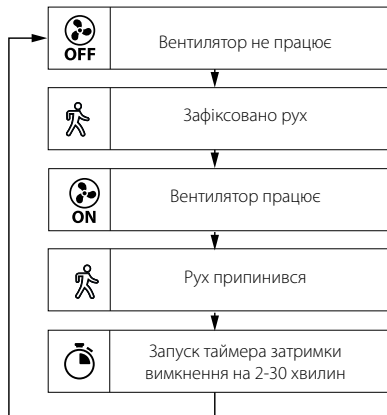 OFF
Вентилятор не працює
Зафіксовано рух
ON
Вентилятор працює
Рух припинився
Запуск таймера затримки
вимкнення на 2-30 хвилин